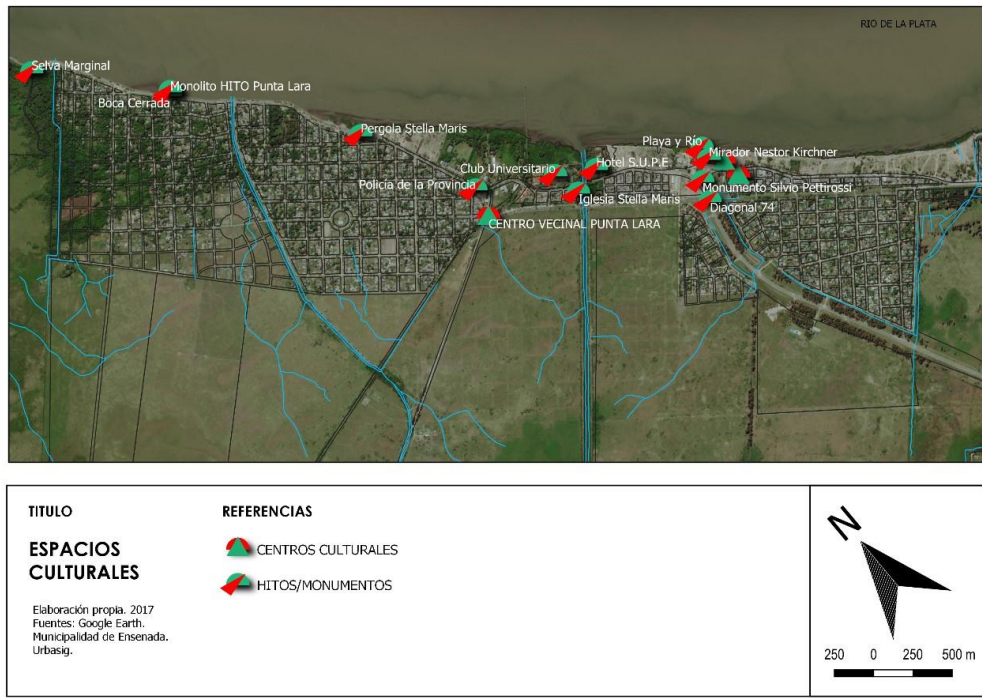 RIO DE LA PLATA
Selva Marginal
Monolito HITO Punta Lara
Boca Cerrada
Pergola Stella Maris
Playa y Río
Mirador Nestor Kirchner
Club Universitario
Hotel S.U.P.E
Policia de la Provincia
Monumento Silvio Pettirossi
Iglesia Stella Maris
Diagonal 74
CENTRO VECINAL PUNTA LARA
TITULO
ESPACIOS
CULTURALES
Elaboración propia. 2017
Fuentes: Google Earth.
Municipalidad de Ensenada.
Urbasig.
REFERENCIAS
CENTROS CULTURALES
HITOS/MONUMENTOS
N
250 0 250 500 m